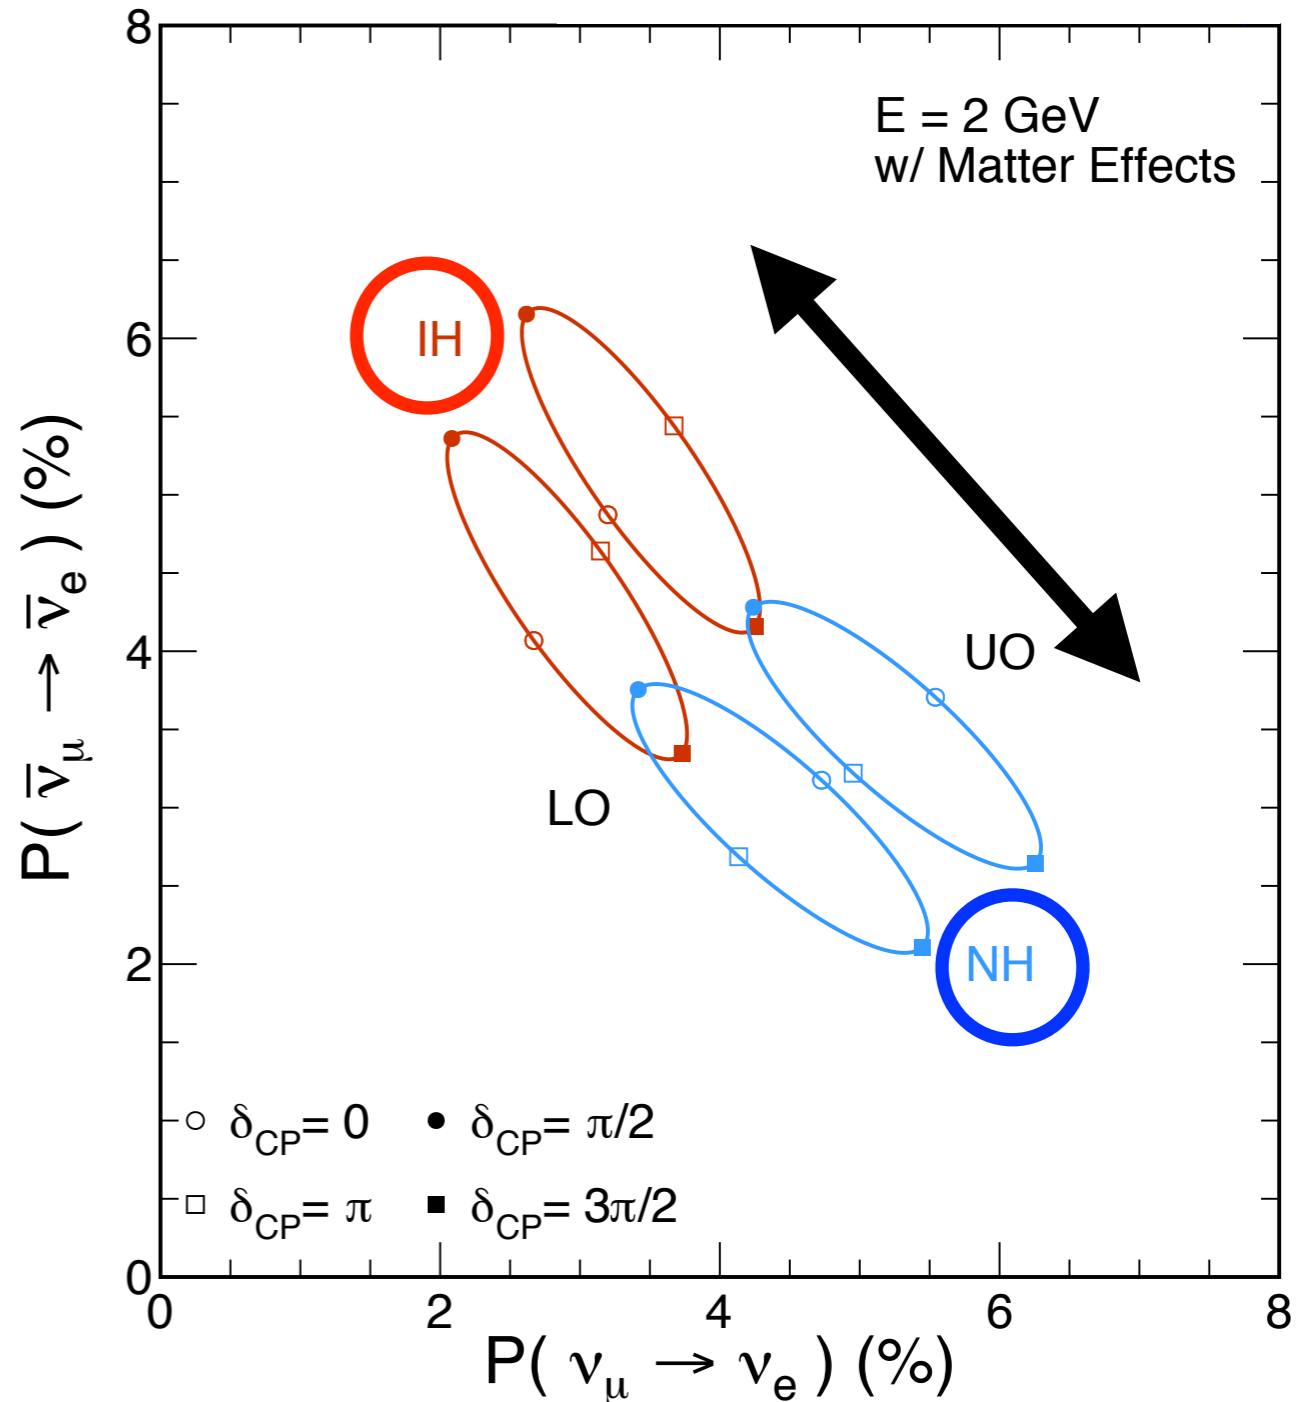 8
E = 2 GeV
w/ Matter Effects
IH
6
P( ν̅μ → ν̅e ) (%)
UO
4
LO
NH
2
○ δCP= 0 ● δCP= π/2
□ δCP= π ■ δCP= 3π/2
0
0 2 4 6 8
P( νμ → νe ) (%)